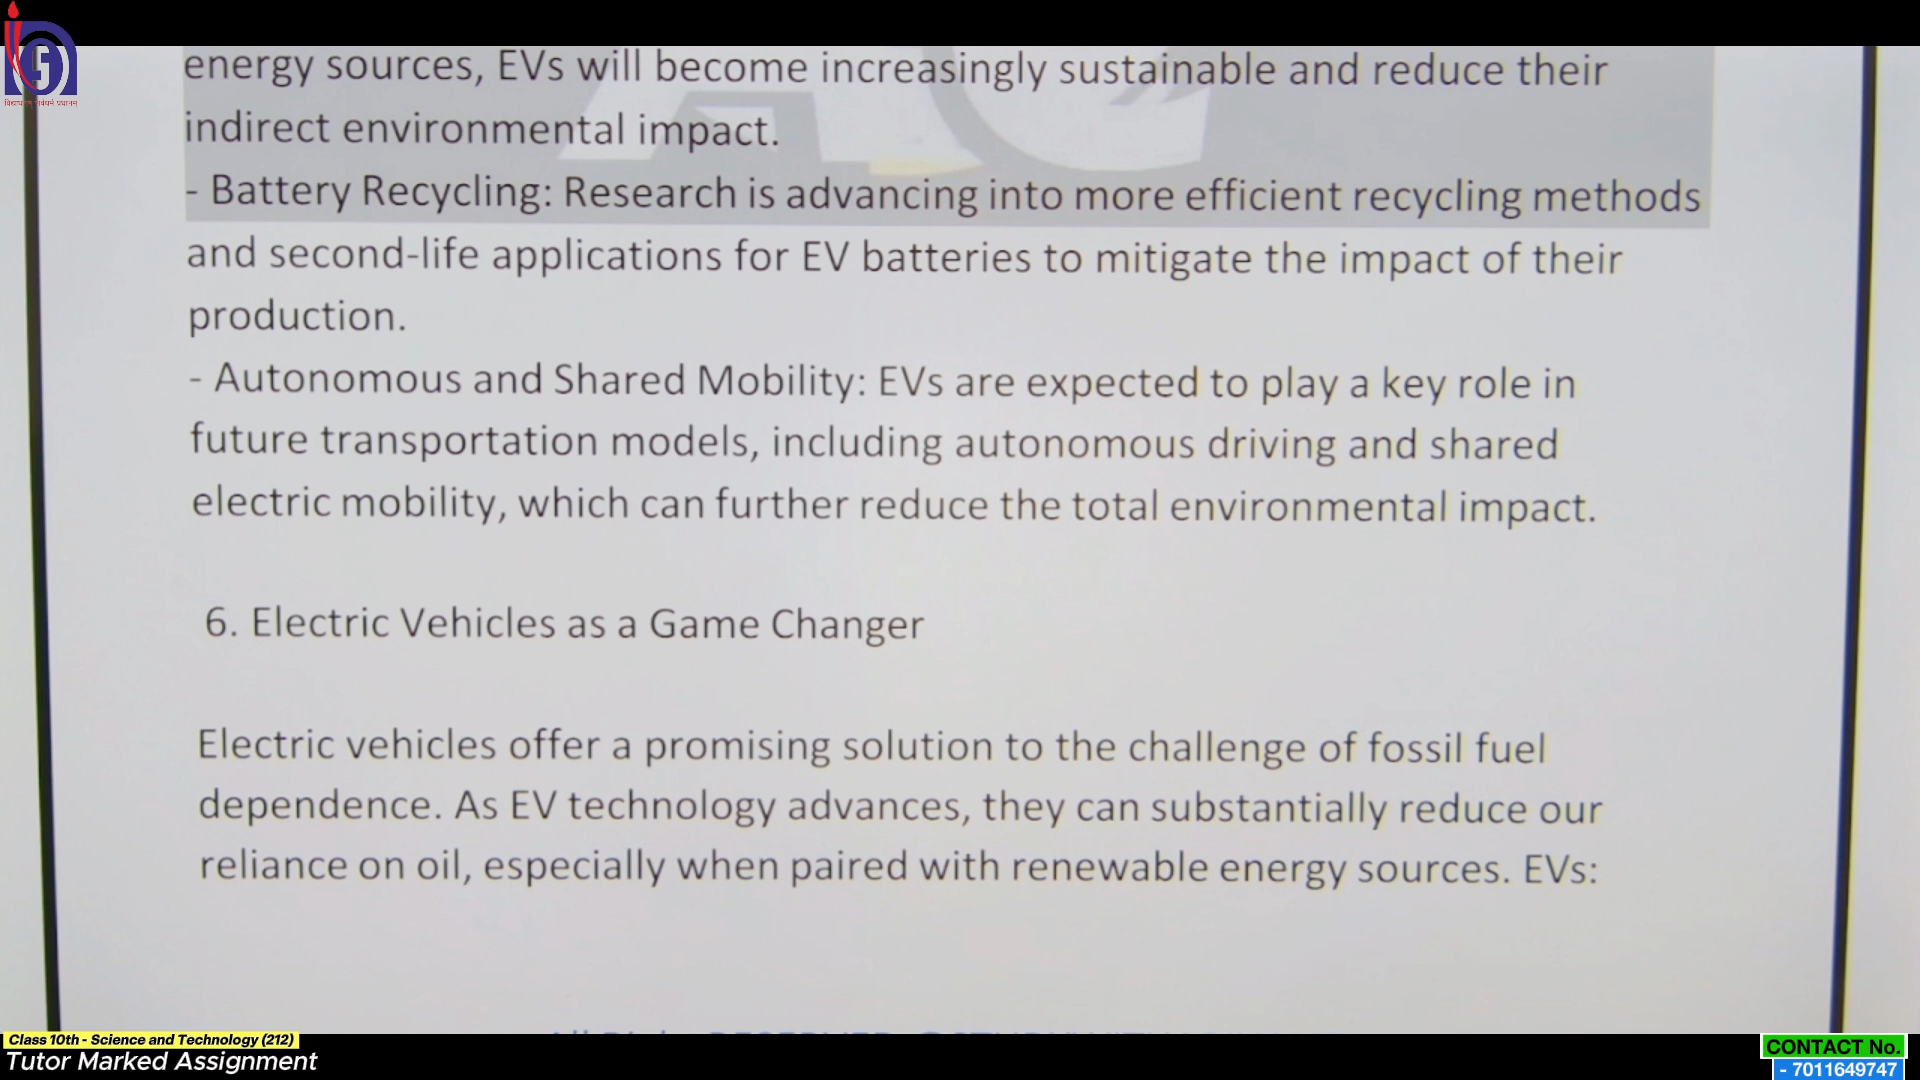 energy sources, EVs will become increasingly sustainable and reduce their
indirect environmental impact.
- Battery Recycling: Research is advancing into more efficient recycling methods
and second-life applications for EV batteries to mitigate the impact of their
production.
- Autonomous and Shared Mobility: EVs are expected to play a key role in
future transportation models, including autonomous driving and shared
electric mobility, which can further reduce the total environmental impact.
6. Electric Vehicles as a Game Changer
Electric vehicles offer a promising solution to the challenge of fossil fuel
dependence. As EV technology advances, they can substantially reduce our
reliance on oil, especially when paired with renewable energy sources. EVs:
Class 10th - Science and Technology (212)
Tutor Marked Assignment
CONTACT No.
- 7011649747